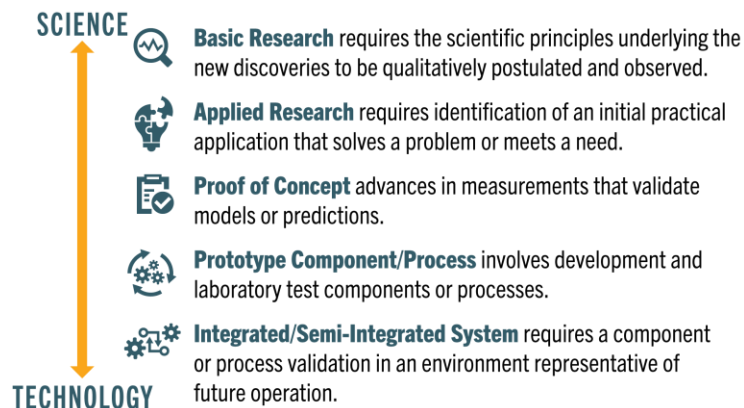 SCIENCE
Basic Research requires the scientific principles underlying the
new discoveries to be qualitatively postulated and observed.
Applied Research requires identification of an initial practical
application that solves a problem or meets a need.
Proof of Concept advances in measurements that validate
models or predictions.
Prototype Component/Process involves development and
laboratory test components or processes.
Integrated/Semi-Integrated System requires a component
or process validation in an environment representative of
future operation.
TECHNOLOGY